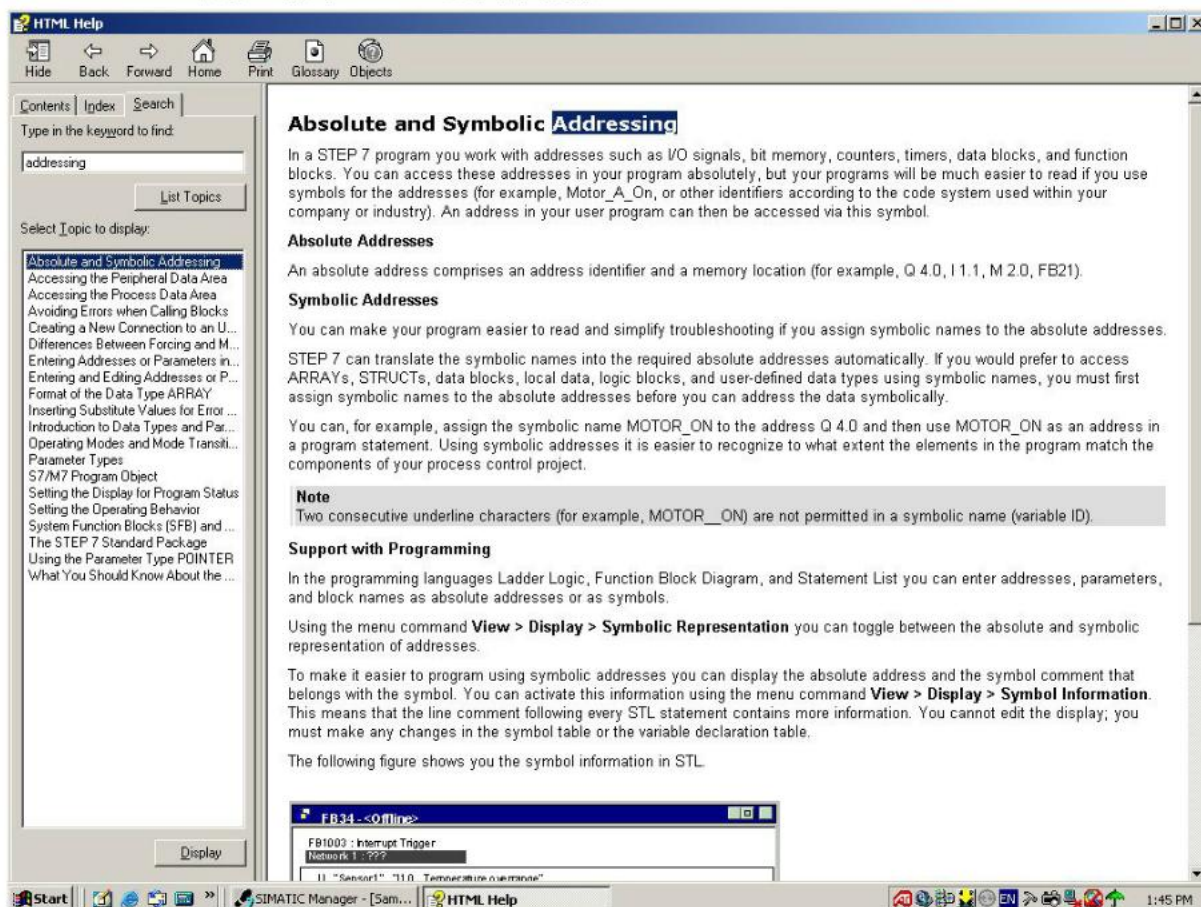 HTML Help
Hide Back Forward Home Print Glossary Objects
Contents Index Search
Type in the keyword to find:
addressing
List Topics
Select Topic to display:
Absolute and Symbolic Addressing
Accessing the Peripheral Data Area
Accessing the Process Data Area
Avoiding Errors when Calling Blocks
Creating a New Connection to an U...
Differences Between Forcing and M...
Entering Addresses or Parameters in...
Entering and Editing Addresses or P...
Format of the Data Type ARRAY
Inserting Substitute Values for Error ...
Introduction to Data Types and Par...
Operating Modes and Mode Transiti...
Parameter Types
S7/M7 Program Object
Setting the Display for Program Status
Setting the Operating Behavior
System Function Blocks (SFB) and ...
The STEP 7 Standard Package
Using the Parameter Type POINTER
What You Should Know About the ...
Display
Absolute and Symbolic Addressing
In a STEP 7 program you work with addresses such as I/O signals, bit memory, counters, timers, data blocks, and function
blocks. You can access these addresses in your program absolutely, but your programs will be much easier to read if you use
symbols for the addresses (for example, Motor_A_On, or other identifiers according to the code system used within your
company or industry). An address in your user program can then be accessed via this symbol.
Absolute Addresses
An absolute address comprises an address identifier and a memory location (for example, Q 4.0, I 1.1, M 2.0, FB21).
Symbolic Addresses
You can make your program easier to read and simplify troubleshooting if you assign symbolic names to the absolute addresses.
STEP 7 can translate the symbolic names into the required absolute addresses automatically. If you would prefer to access
ARRAYs, STRUCTs, data blocks, local data, logic blocks, and user-defined data types using symbolic names, you must first
assign symbolic names to the absolute addresses before you can address the data symbolically.
You can, for example, assign the symbolic name MOTOR_ON to the address Q 4.0 and then use MOTOR_ON as an address in
a program statement. Using symbolic addresses it is easier to recognize to what extent the elements in the program match the
components of your process control project.
Note
Two consecutive underline characters (for example, MOTOR__ON) are not permitted in a symbolic name (variable ID).
Support with Programming
In the programming languages Ladder Logic, Function Block Diagram, and Statement List you can enter addresses, parameters,
and block names as absolute addresses or as symbols.
Using the menu command View > Display > Symbolic Representation you can toggle between the absolute and symbolic
representation of addresses.
To make it easier to program using symbolic addresses you can display the absolute address and the symbol comment that
belongs with the symbol. You can activate this information using the menu command View > Display > Symbol Information.
This means that the line comment following every STL statement contains more information. You cannot edit the display; you
must make any changes in the symbol table or the variable declaration table.
The following figure shows you the symbol information in STL.
FB34 - <Offline>
FB1003 : Interrupt Trigger
Network 1 : ???
U "Sensor1" "I1.0 Temperature overrange"
Start SIMATIC Manager - [Sam... HTML Help EN 1:45 PM